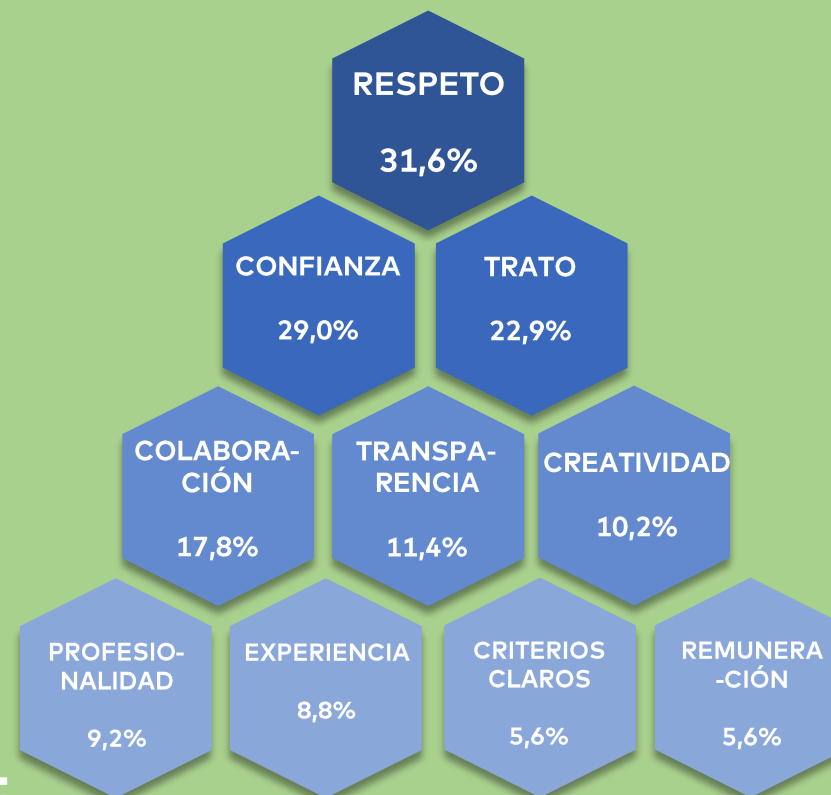 RESPETO
31,6%
CONFIANZA
29,0%
TRATO
22,9%
COLABORA-
CIÓN
17,8%
TRANSPA-
RENCIA
11,4%
CREATIVIDAD
10,2%
PROFESIO-
NALIDAD
9,2%
EXPERIENCIA
8,8%
CRITERIOS
CLAROS
5,6%
REMUNERA
-CIÓN
5,6%